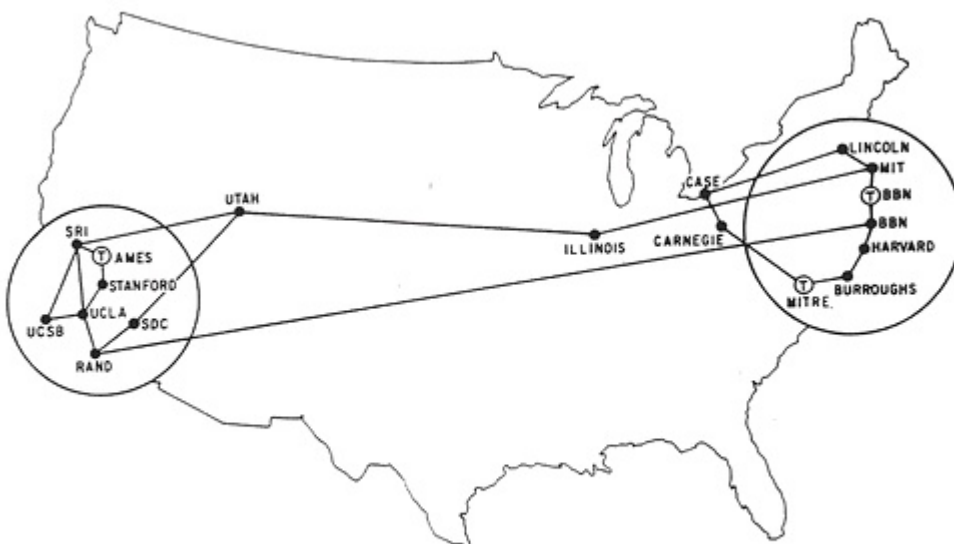 LINCOLN
MIT
CASE
T BBN
UTAH
BBN
SRI
ILLINOIS
CARNEGIE
HARVARD
T AMES
STANFORD
T
BURROUGHS
MITRE.
UCLA
SDC
UCSB
RAND